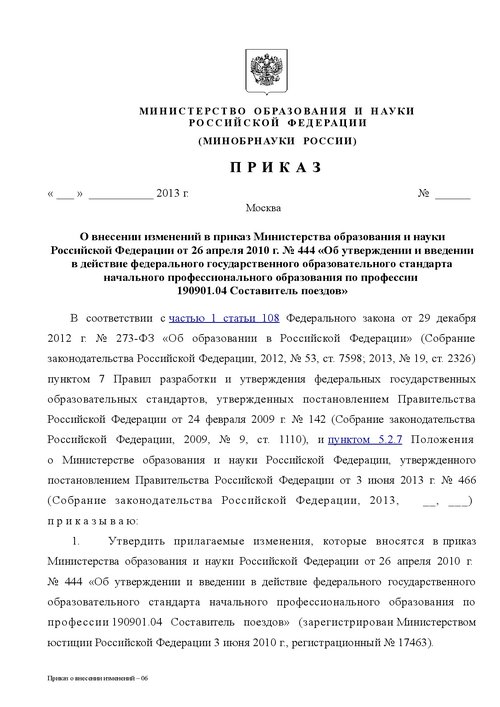 МИНИСТЕРСТВО ОБРАЗОВАНИЯ И НАУКИ
РОССИЙСКОЙ ФЕДЕРАЦИИ
(МИНОБРНАУКИ РОССИИ)
ПРИКАЗ
« ___ » ____________ 2013 г. № ______
Москва
О внесении изменений в приказ Министерства образования и науки
Российской Федерации от 26 апреля 2010 г. № 444 «Об утверждении и введении
в действие федерального государственного образовательного стандарта
начального профессионального образования по профессии
190901.04 Составитель поездов»
В соответствии с частью 1 статьи 108 Федерального закона от 29 декабря
2012 г. № 273-ФЗ «Об образовании в Российской Федерации» (Собрание
законодательства Российской Федерации, 2012, № 53, ст. 7598; 2013, № 19, ст. 2326)
пунктом 7 Правил разработки и утверждения федеральных государственных
образовательных стандартов, утвержденных постановлением Правительства
Российской Федерации от 24 февраля 2009 г. № 142 (Собрание законодательства
Российской Федерации, 2009, № 9, ст. 1110), и пунктом 5.2.7 Положения
о Министерстве образования и науки Российской Федерации, утвержденного
постановлением Правительства Российской Федерации от 3 июня 2013 г. № 466
(Собрание законодательства Российской Федерации, 2013, __, ___)
приказываю:
1. Утвердить прилагаемые изменения, которые вносятся в приказ
Министерства образования и науки Российской Федерации от 26 апреля 2010 г.
№ 444 «Об утверждении и введении в действие федерального государственного
образовательного стандарта начального профессионального образования по
профессии 190901.04 Составитель поездов» (зарегистрирован Министерством
юстиции Российской Федерации 3 июня 2010 г., регистрационный № 17463).
Приказ о внесении изменений – 06